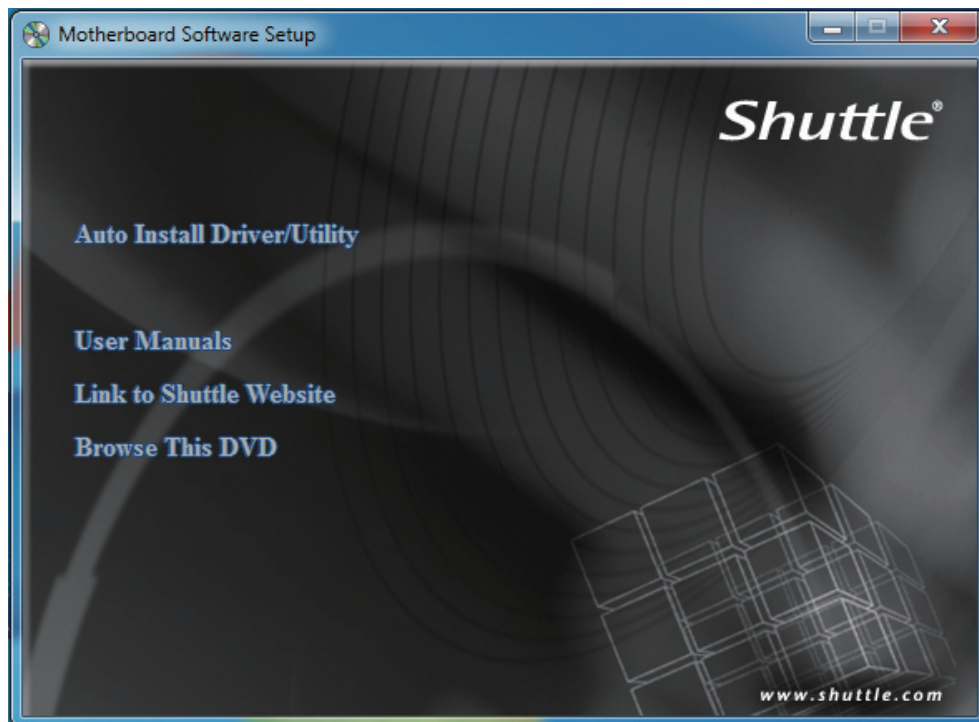 Motherboard Software Setup
Shuttle®
Auto Install Driver/Utility
User Manuals
Link to Shuttle Website
Browse This DVD
www.shuttle.com